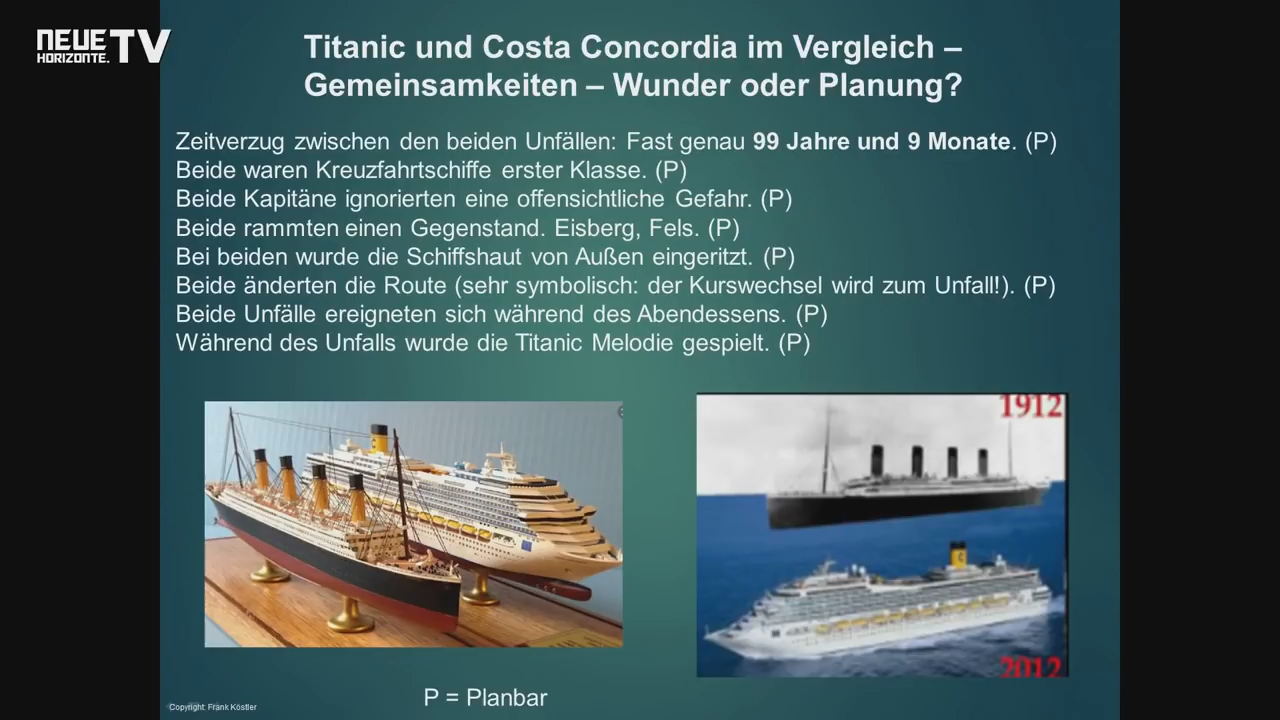 NEUE
HORIZONTE.TV
Titanic und Costa Concordia im Vergleich –
Gemeinsamkeiten – Wunder oder Planung?
Zeitverzug zwischen den beiden Unfällen: Fast genau 99 Jahre und 9 Monate. (P)
Beide waren Kreuzfahrtschiffe erster Klasse. (P)
Beide Kapitäne ignorierten eine offensichtliche Gefahr. (P)
Beide rammten einen Gegenstand. Eisberg, Fels. (P)
Bei beiden wurde die Schiffshaut von Außen eingeritzt. (P)
Beide änderten die Route (sehr symbolisch: der Kurswechsel wird zum Unfall!). (P)
Beide Unfälle ereigneten sich während des Abendessens. (P)
Während des Unfalls wurde die Titanic Melodie gespielt. (P)
1912
2012
P = Planbar
Copyright: Frank Köstler